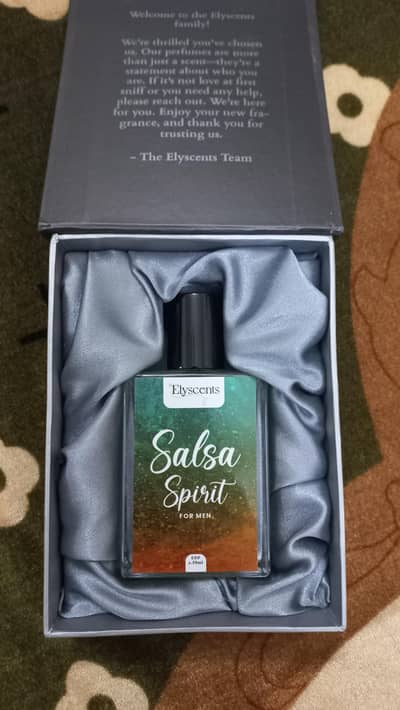 Welcome to the Elyscents
family!
We're thrilled you've chosen
us. Our perfumes are more
than just a scent—they're a
statement about who you
are. If it's not love at first
sniff or you need any help,
please reach out. We're here
for you. Enjoy your new fra-
grance, and thank you for
trusting us.
– The Elyscents Team
Elyscents
Salsa
Spirit
FOR MEN